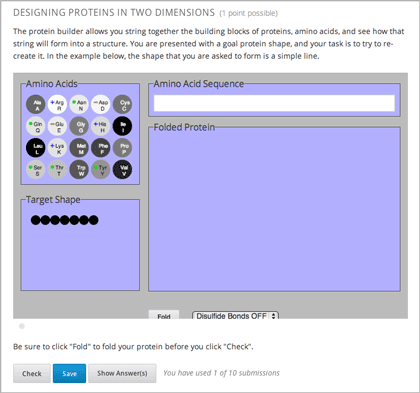 DESIGNING PROTEINS IN TWO DIMENSIONS (1 point possible)
The protein builder allows you string together the building blocks of proteins, amino acids, and see how that
string will form into a structure. You are presented with a goal protein shape, and your task is to try to re-
create it. In the example below, the shape that you are asked to form is a simple line.
Amino Acids
Amino Acid Sequence
Ala Arg Asn Asp Cys
A R N D C
Folded Protein
Gln Glu Gly His Ile
Q E G H I
Leu Lys Met Phe Pro
L K M F P
Ser Thr Trp Tyr Val
S T W Y V
Target Shape
Fold
Disulfide Bonds OFF
Be sure to click "Fold" to fold your protein before you click "Check".
Check Save Show Answer(s) You have used 1 of 10 submissions